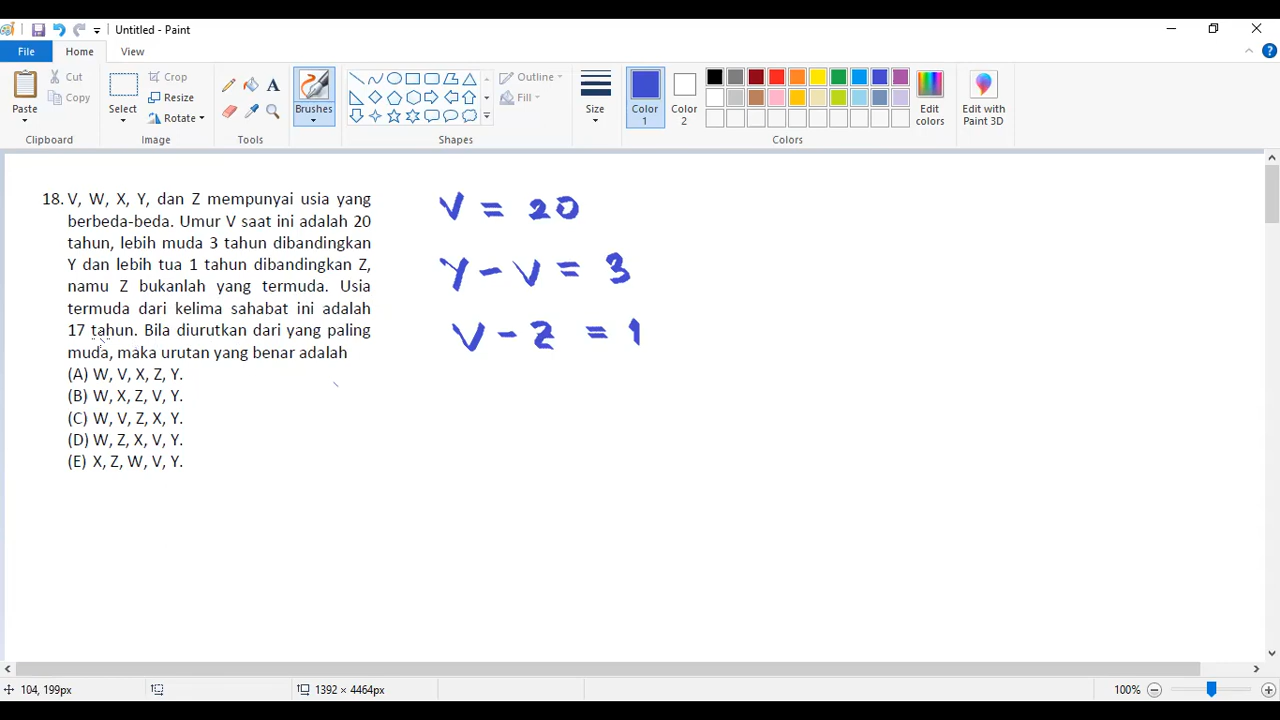 Untitled - Paint
File Home View
Paste
Cut
Copy
Clipboard
Select
Crop
Resize
Rotate
Image
Tools
Brushes
Shapes
Outline
Fill
Size
Color 1
Color 2
Edit colors
Edit with Paint 3D
Colors
18. V, W, X, Y, dan Z mempunyai usia yang
berbeda-beda. Umur V saat ini adalah 20
tahun, lebih muda 3 tahun dibandingkan
Y dan lebih tua 1 tahun dibandingkan Z,
namu Z bukanlah yang termuda. Usia
termuda dari kelima sahabat ini adalah
17 tahun. Bila diurutkan dari yang paling
muda, maka urutan yang benar adalah
(A) W, V, X, Z, Y.
(B) W, X, Z, V, Y.
(C) W, V, Z, X, Y.
(D) W, Z, X, V, Y.
(E) X, Z, W, V, Y.
V = 20
Y - V = 3
V - Z = 1
104, 199px
1392 × 4464px
100%